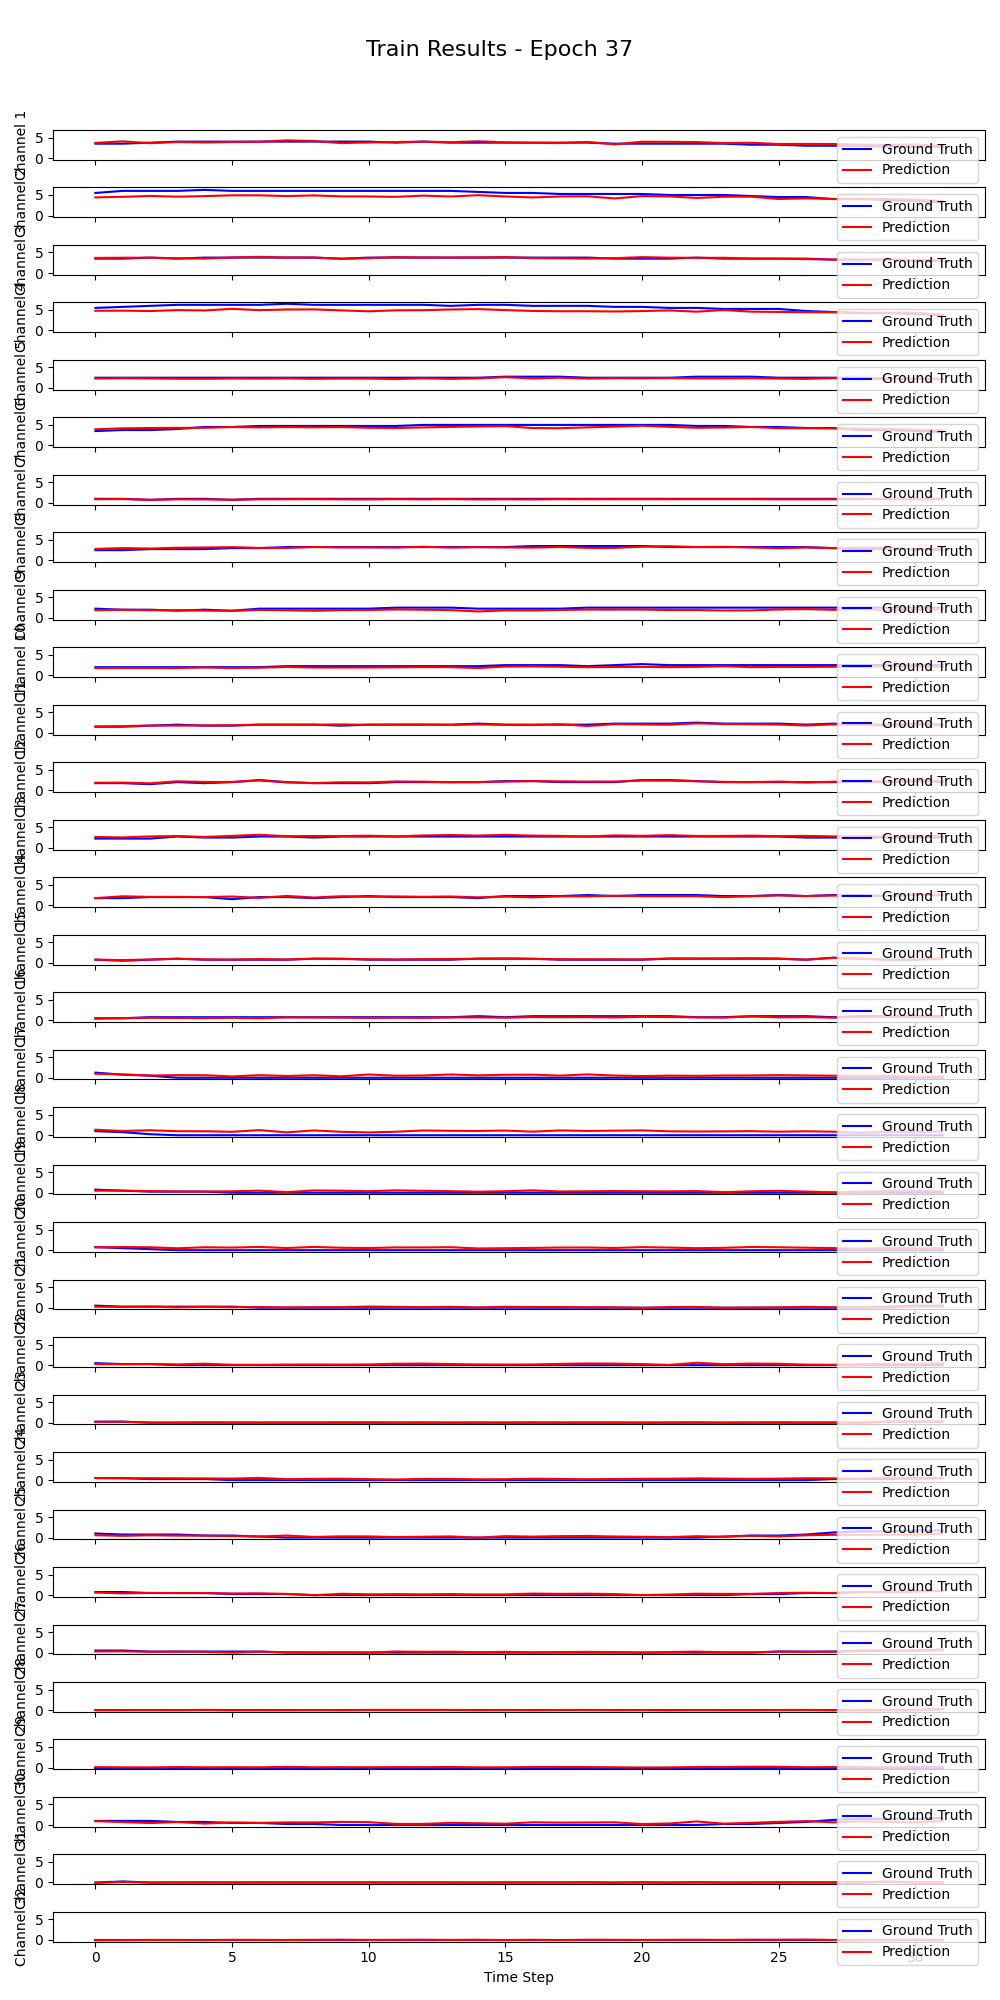 Train Results - Epoch 37
Channel 1
5
0
Ground Truth
Prediction
Channel 2
5
0
Ground Truth
Prediction
Channel 3
5
0
Ground Truth
Prediction
Channel 4
5
0
Ground Truth
Prediction
Channel 5
5
0
Ground Truth
Prediction
Channel 6
5
0
Ground Truth
Prediction
Channel 7
5
0
Ground Truth
Prediction
Channel 8
5
0
Ground Truth
Prediction
Channel 9
5
0
Ground Truth
Prediction
Channel 10
5
0
Ground Truth
Prediction
Channel 11
5
0
Ground Truth
Prediction
Channel 12
5
0
Ground Truth
Prediction
Channel 13
5
0
Ground Truth
Prediction
Channel 14
5
0
Ground Truth
Prediction
Channel 15
5
0
Ground Truth
Prediction
Channel 16
5
0
Ground Truth
Prediction
Channel 17
5
0
Ground Truth
Prediction
Channel 18
5
0
Ground Truth
Prediction
Channel 19
5
0
Ground Truth
Prediction
Channel 20
5
0
Ground Truth
Prediction
Channel 21
5
0
Ground Truth
Prediction
Channel 22
5
0
Ground Truth
Prediction
Channel 23
5
0
Ground Truth
Prediction
Channel 24
5
0
Ground Truth
Prediction
Channel 25
5
0
Ground Truth
Prediction
Channel 26
5
0
Ground Truth
Prediction
Channel 27
5
0
Ground Truth
Prediction
Channel 28
5
0
Ground Truth
Prediction
Channel 29
5
0
Ground Truth
Prediction
Channel 30
5
0
Ground Truth
Prediction
Channel 31
5
0
Ground Truth
Prediction
Channel 32
5
0
Ground Truth
Prediction
0 5 10 15 20 25 30
Time Step